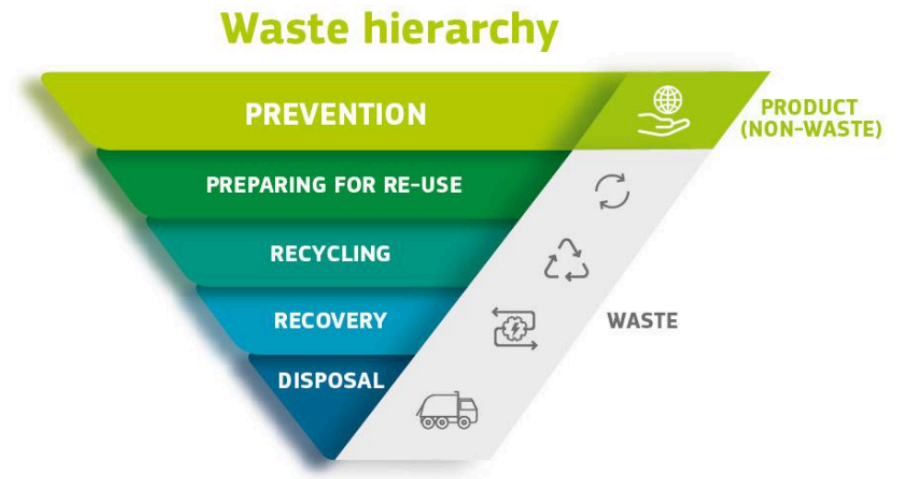 Waste hierarchy
PREVENTION
PRODUCT
(NON-WASTE)
PREPARING FOR RE-USE
RECYCLING
RECOVERY
WASTE
DISPOSAL